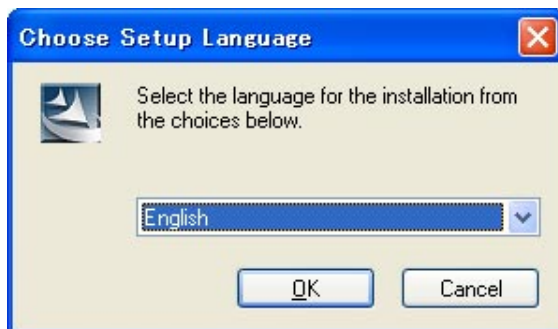 Choose Setup Language
Select the language for the installation from
the choices below.
English
OK
Cancel